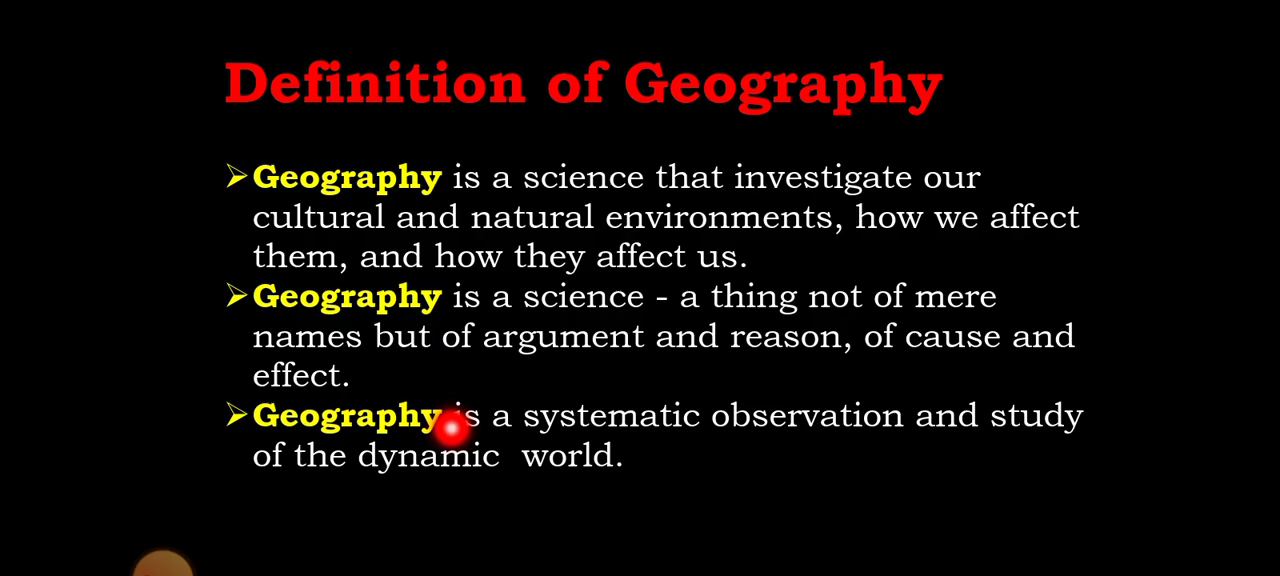 Definition of Geography
➢Geography is a science that investigate our
cultural and natural environments, how we affect
them, and how they affect us.
➢Geography is a science - a thing not of mere
names but of argument and reason, of cause and
effect.
➢Geography is a systematic observation and study
of the dynamic  world.